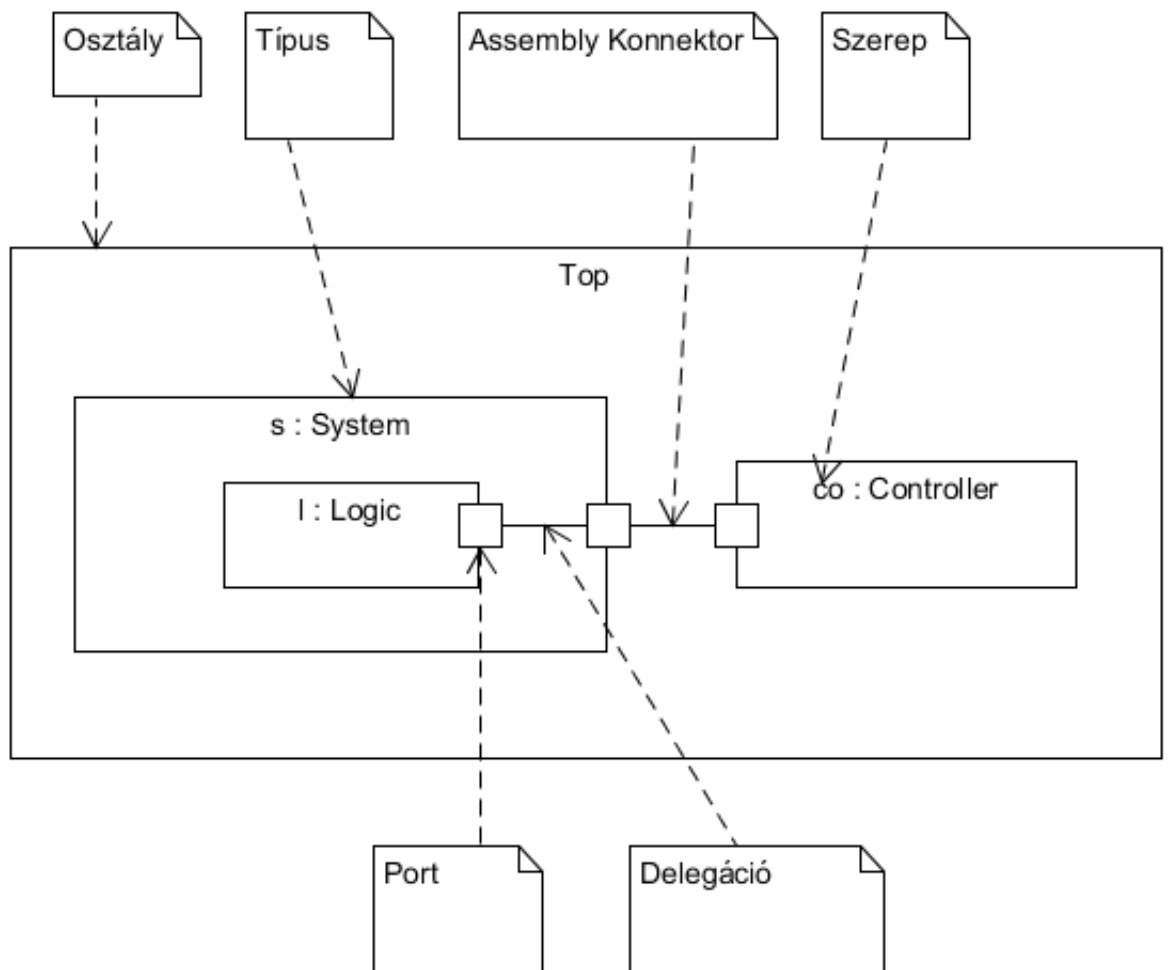 Osztály
Típus
Assembly Konnektor
Szerep
Top
s : System
l : Logic
co : Controller
Port
Delegáció